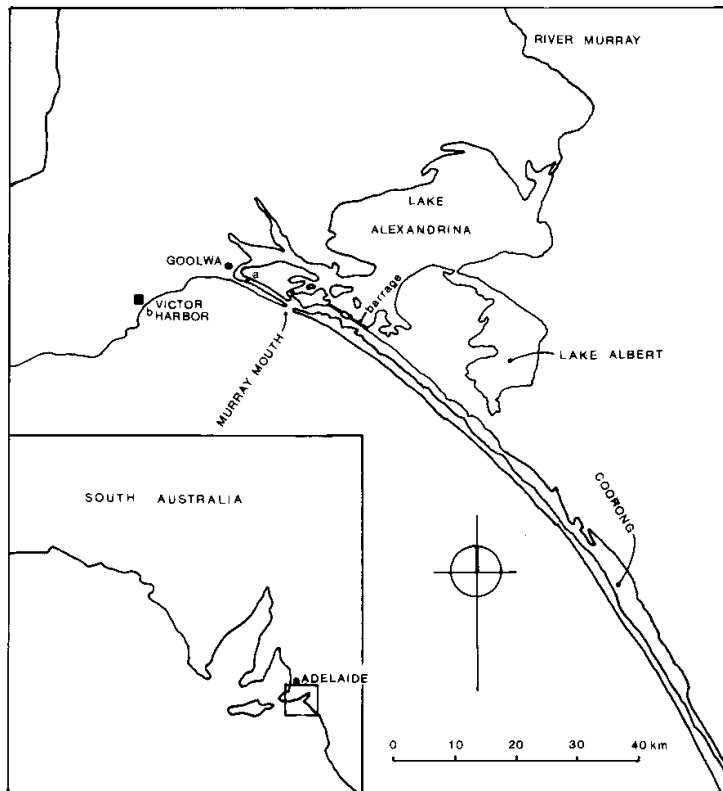 RIVER MURRAY
LAKE
ALEXANDRINA
GOOLWA
a
barrage
VICTOR
b HARBOR
MURRAY MOUTH
LAKE ALBERT
COORONG
SOUTH AUSTRALIA
ADELAIDE
0 10 20 30 40 km